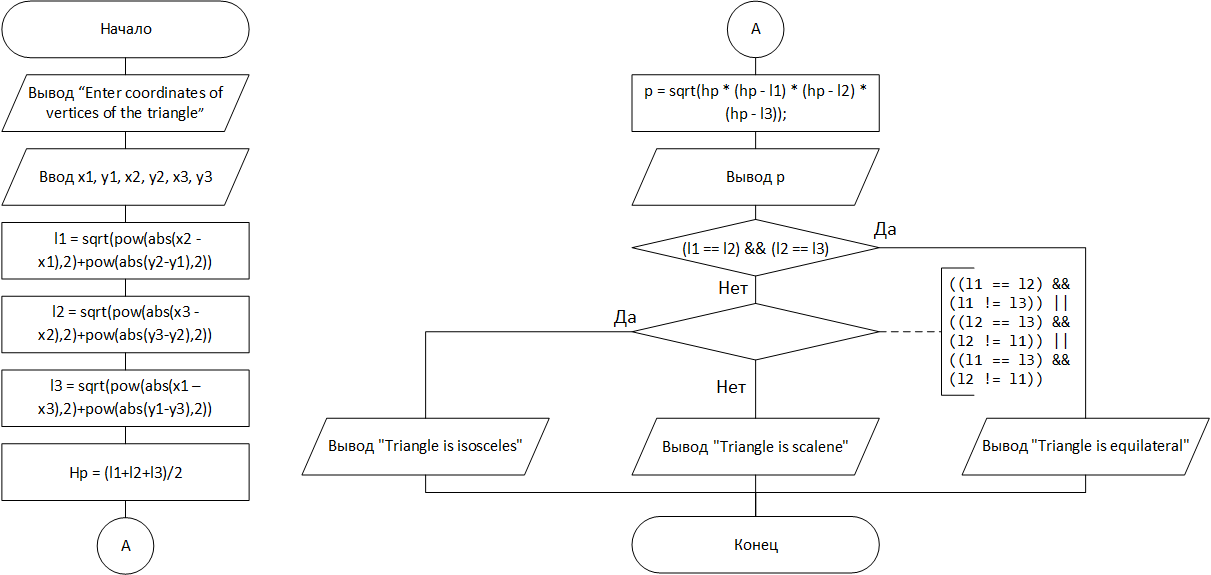 Начало
Вывод “Enter coordinates of
vertices of the triangle”
Ввод x1, y1, x2, y2, x3, y3
l1 = sqrt(pow(abs(x2 -
x1),2)+pow(abs(y2-y1),2))
l2 = sqrt(pow(abs(x3 -
x2),2)+pow(abs(y3-y2),2))
l3 = sqrt(pow(abs(x1 –
x3),2)+pow(abs(y1-y3),2))
Hp = (l1+l2+l3)/2
A
A
p = sqrt(hp * (hp - l1) * (hp - l2) *
(hp - l3));
Вывод p
(l1 == l2) && (l2 == l3)
Да
Нет
Да
((l1 == l2) &&
(l1 != l3)) ||
((l2 == l3) &&
(l2 != l1)) ||
((l1 == l3) &&
(l2 != l1))
Нет
Вывод "Triangle is isosceles"
Вывод "Triangle is scalene"
Вывод "Triangle is equilateral"
Конец